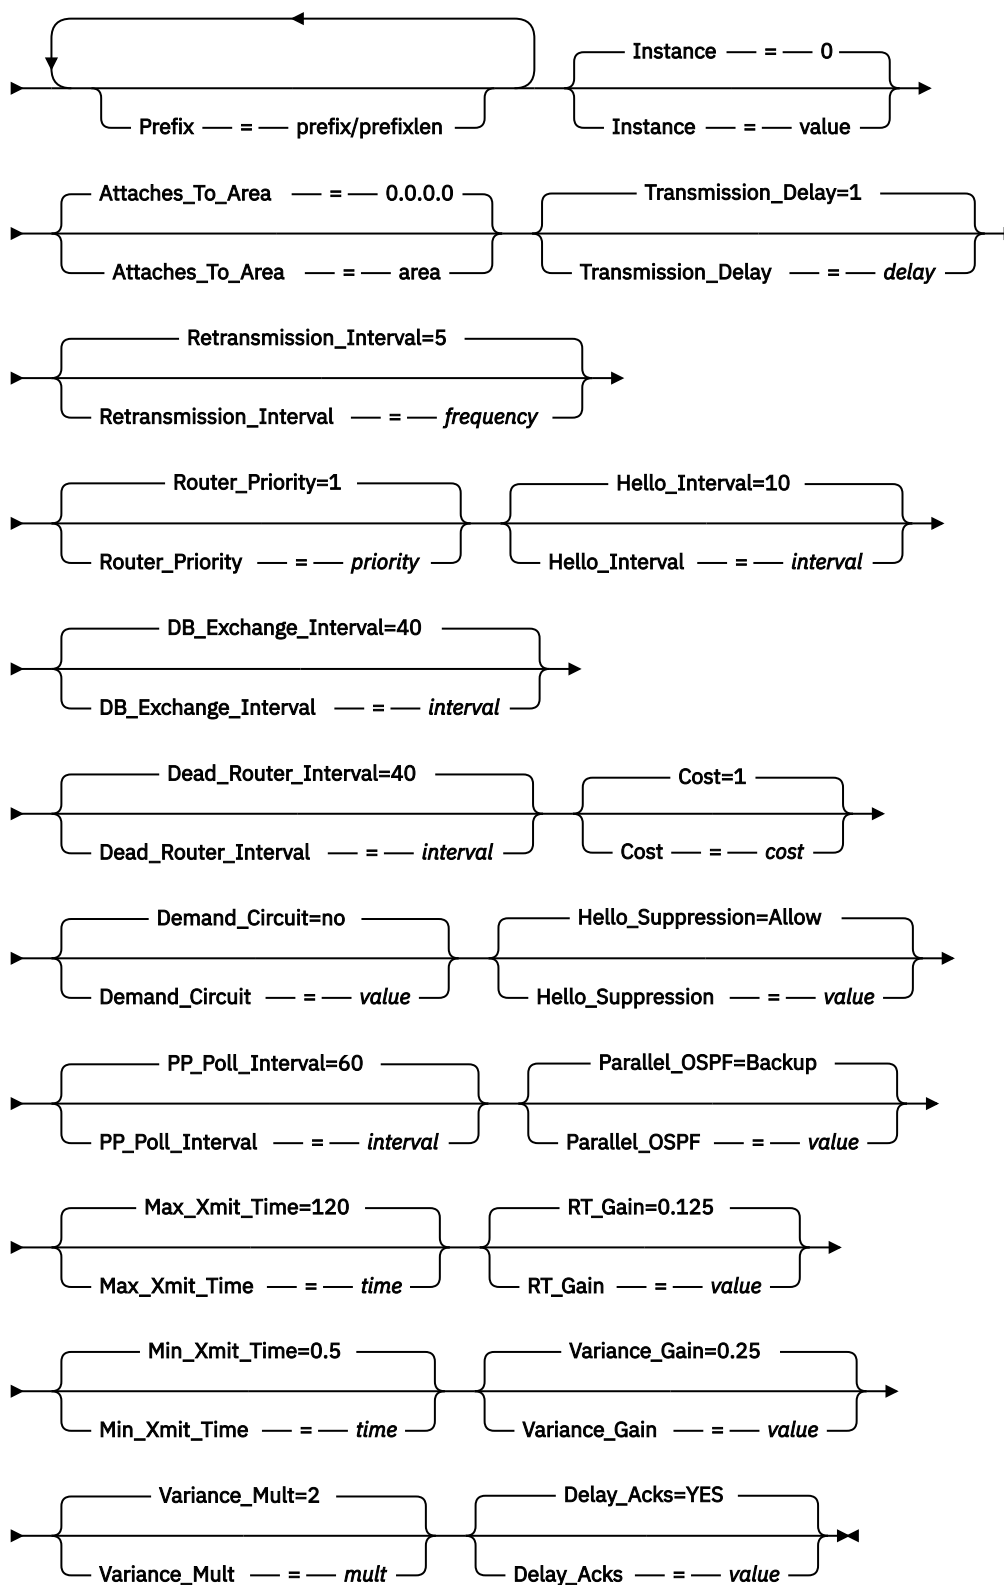 Instance = 0
Prefix = prefix/prefixlen Instance = value
Attaches_To_Area = 0.0.0.0 Transmission_Delay=1
Attaches_To_Area = area Transmission_Delay = delay
Retransmission_Interval=5
Retransmission_Interval = frequency
Router_Priority=1 Hello_Interval=10
Router_Priority = priority Hello_Interval = interval
DB_Exchange_Interval=40
DB_Exchange_Interval = interval
Dead_Router_Interval=40 Cost=1
Dead_Router_Interval = interval Cost = cost
Demand_Circuit=no Hello_Suppression=Allow
Demand_Circuit = value Hello_Suppression = value
PP_Poll_Interval=60 Parallel_OSPF=Backup
PP_Poll_Interval = interval Parallel_OSPF = value
Max_Xmit_Time=120 RT_Gain=0.125
Max_Xmit_Time = time RT_Gain = value
Min_Xmit_Time=0.5 Variance_Gain=0.25
Min_Xmit_Time = time Variance_Gain = value
Variance_Mult=2 Delay_Acks=YES
Variance_Mult = mult Delay_Acks = value